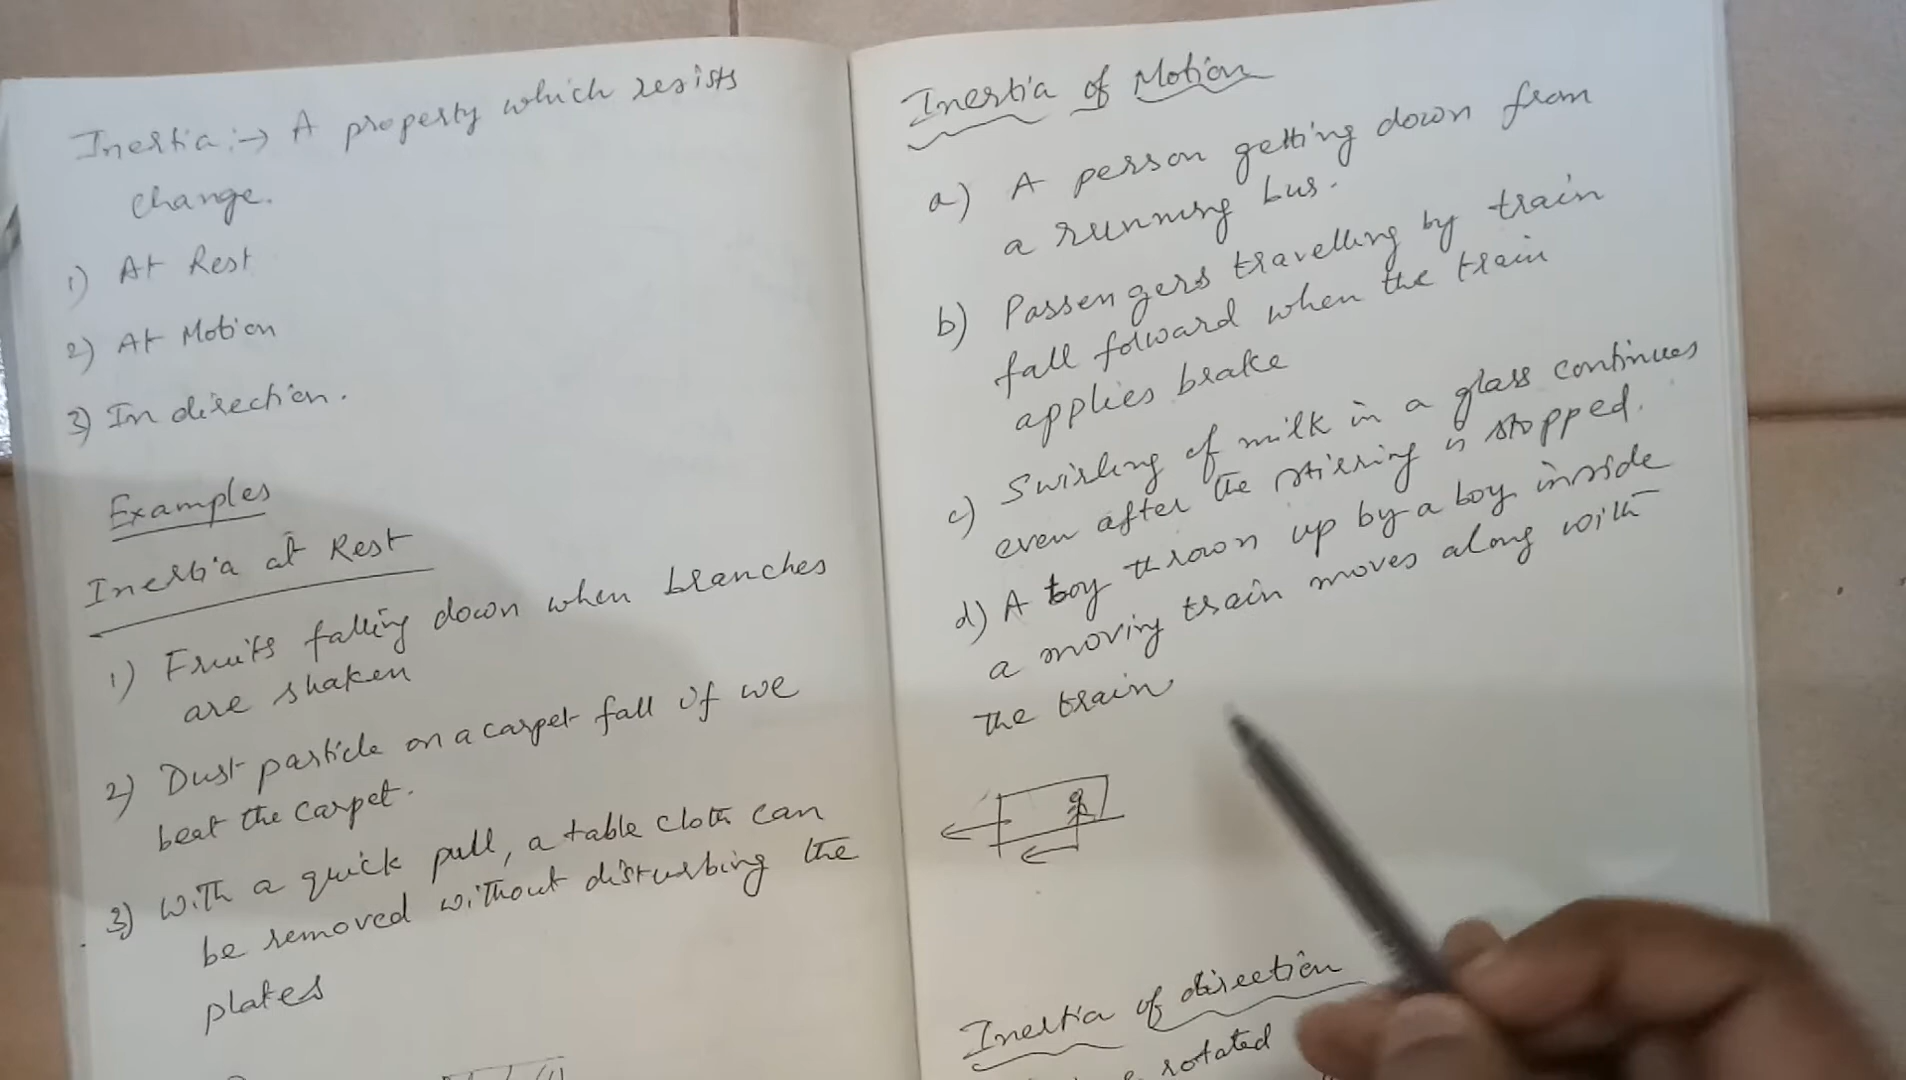 Inertia :→ A property which resists
change.
1) At Rest
2) At Motion
3) In direction.
Examples
Inertia at Rest
1) Fruits falling down when branches
are shaken
2) Dust particle on a carpet fall of we
beat the carpet.
3) With a quick pull, a table cloth can
be removed without disturbing the
plates
Inertia of Motion
a) A person getting down from
a running bus.
b) Passengers travelling by train
fall forward when the train
applies brake
c) Swirling of milk in a glass continues
even after the stirring is stopped.
d) A toy thrown up by a boy inside
a moving train moves along with
the train
Inertia of direction
rotated